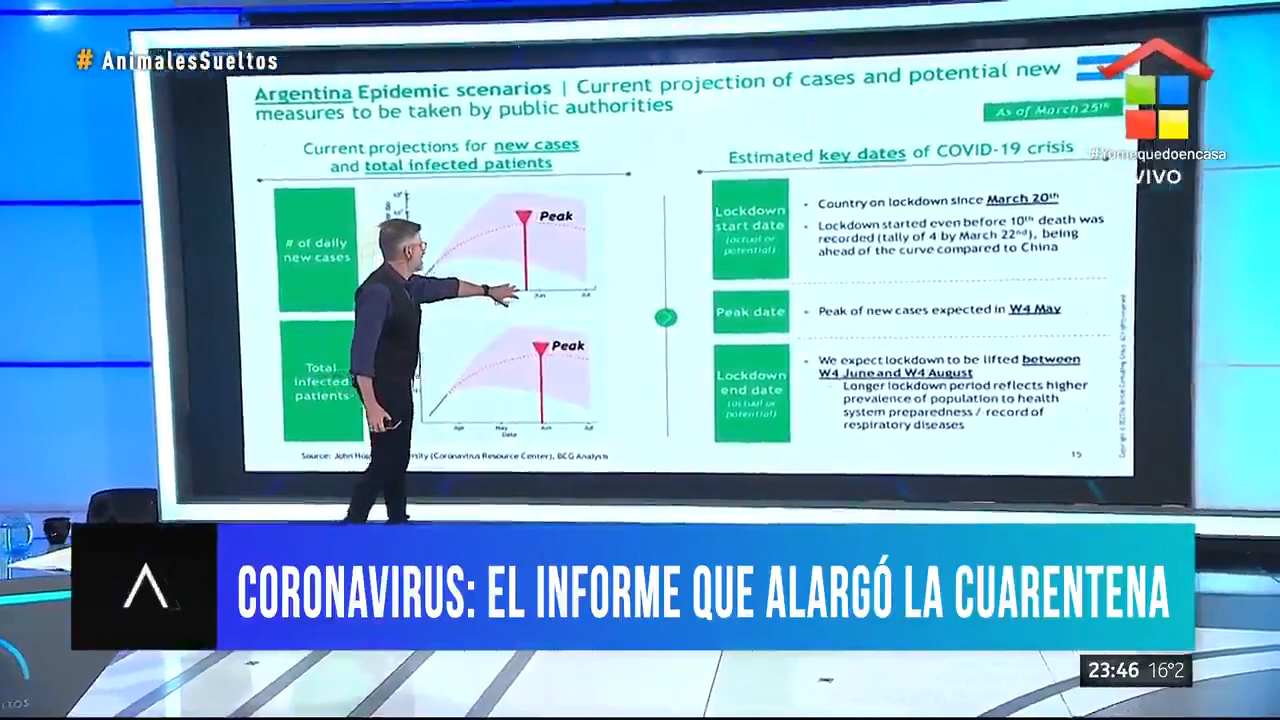 # AnimalesSueltos
Argentina Epidemic scenarios | Current projection of cases and potential new
measures to be taken by public authorities
As of March 25th
#Yomequedoencasa
VIVO
Current projections for new cases
and total infected patients
Estimated key dates of COVID-19 crisis
# of daily
new cases
Peak
Jun
Jul
Total
infected
patients
Peak
Apr
May
Jun
Jul
Date
Lockdown
start date
(actual or
potential)
- Country on lockdown since March 20th
- Lockdown started even before 10th death was
recorded (tally of 4 by March 22nd), being
ahead of the curve compared to China
Peak date
- Peak of new cases expected in W4 May
Lockdown
end date
(actual or
potential)
- We expect lockdown to be lifted between
W4 June and W4 August
- Longer lockdown period reflects higher
prevalence of population to health
system preparedness / record of
respiratory diseases
Source: John (Coronavirus Resource Center), BCG Analysis
15
CORONAVIRUS: EL INFORME QUE ALARGÓ LA CUARENTENA
23:46 16°2